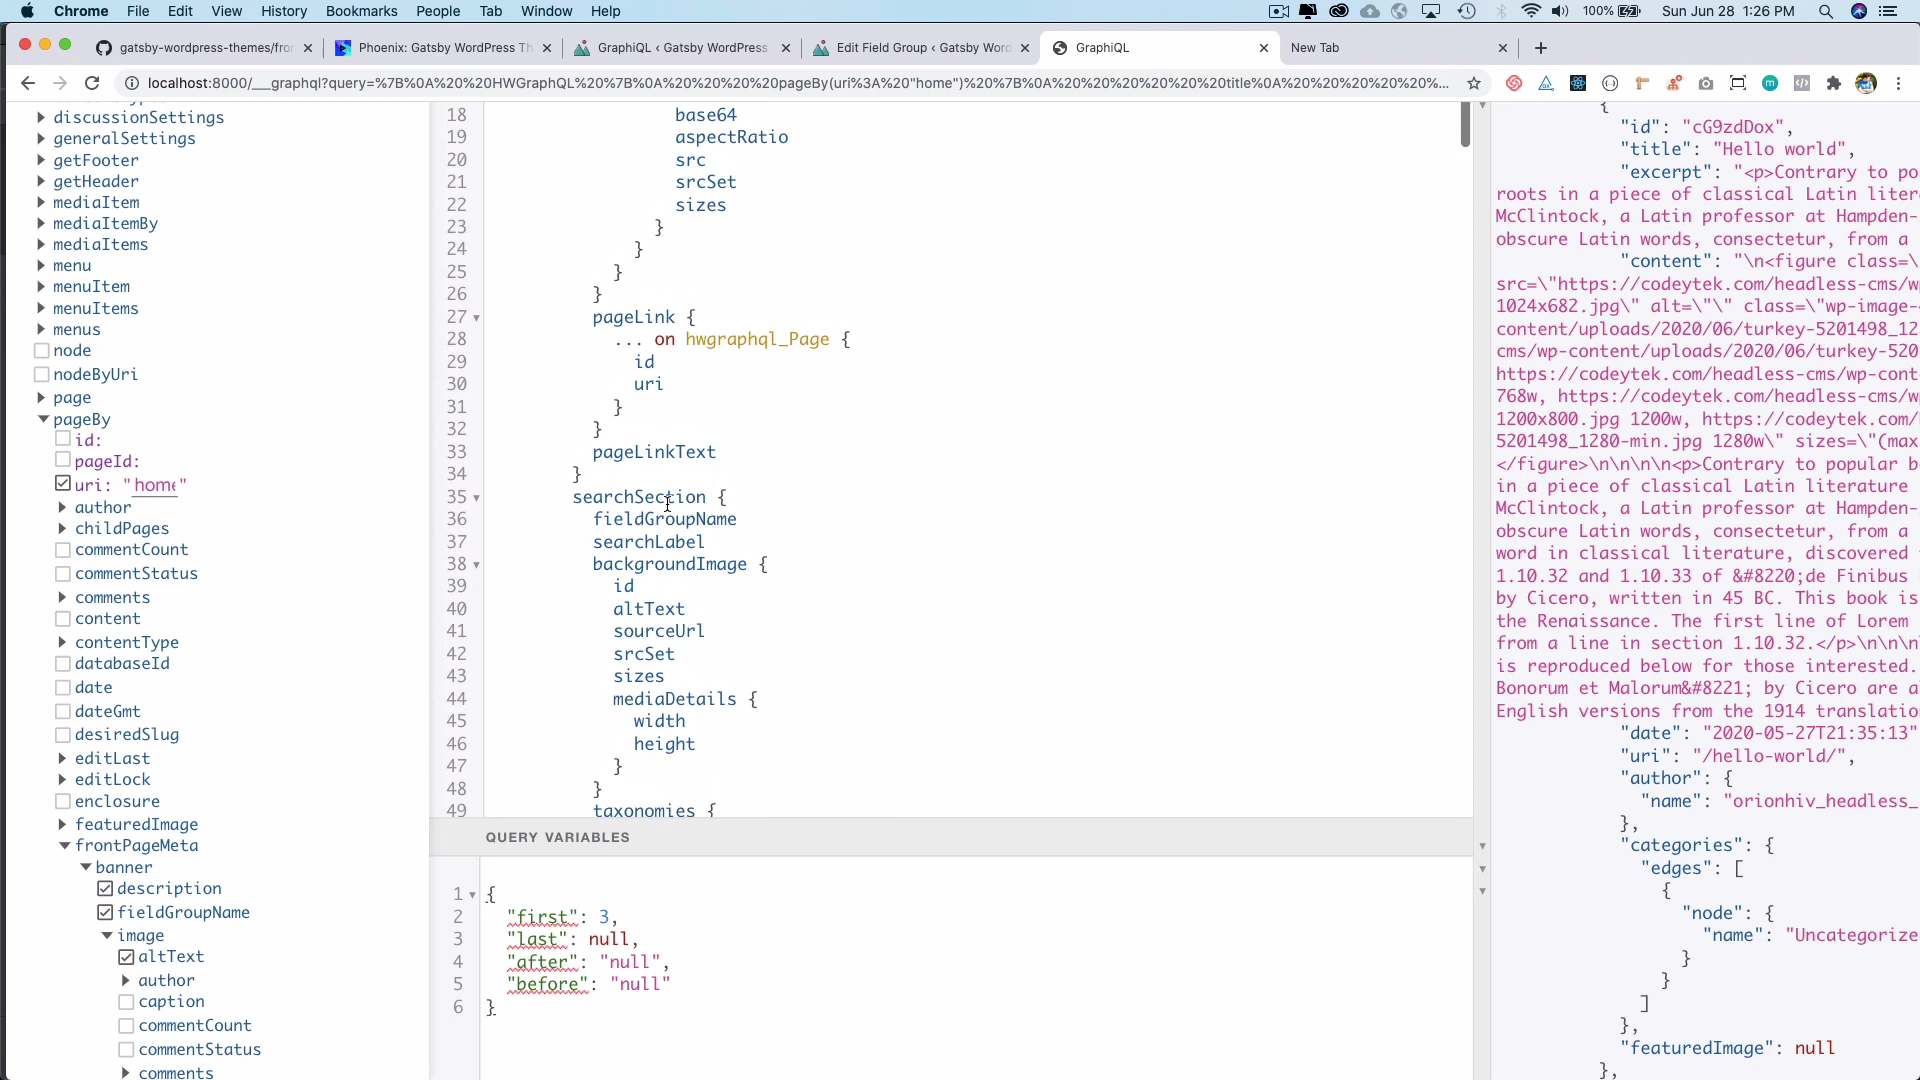 Chrome File Edit View History Bookmarks People Tab Window Help 100% Sun Jun 28 1:26 PM
gatsby-wordpress-themes/fro Phoenix: Gatsby WordPress Th GraphiQL ‹ Gatsby WordPress Edit Field Group ‹ Gatsby Word GraphiQL New Tab
localhost:8000/___graphql?query=%7B%0A%20%20HWGraphQL%20%7B%0A%20%20%20%20pageBy(uri%3A%20"home")%20%7B%0A%20%20%20%20%20%20title%0A%20%20%20%20%20%...
discussionSettings
generalSettings
getFooter
getHeader
mediaItem
mediaItemBy
mediaItems
menu
menuItem
menuItems
menus
node
nodeByUri
page
pageBy
id:
pageId:
uri: "home"
author
childPages
commentCount
commentStatus
comments
content
contentType
databaseId
date
dateGmt
desiredSlug
editLast
editLock
enclosure
featuredImage
frontPageMeta
banner
description
fieldGroupName
image
altText
author
caption
commentCount
commentStatus
comments
18 base64
19 aspectRatio
20 src
21 srcSet
22 sizes
23 }
24 }
25 }
26 }
27 pageLink {
28 ... on hwgraphql_Page {
29 id
30 uri
31 }
32 }
33 pageLinkText
34 }
35 searchSection {
36 fieldGroupName
37 searchLabel
38 backgroundImage {
39 id
40 altText
41 sourceUrl
42 srcSet
43 sizes
44 mediaDetails {
45 width
46 height
47 }
48 }
49 taxonomies {
QUERY VARIABLES
1 {
2 "first": 3,
3 "last": null,
4 "after": "null",
5 "before": "null"
6 }
{
"id": "cG9zdDox",
"title": "Hello world",
"excerpt": "<p>Contrary to po
roots in a piece of classical Latin liter
McClintock, a Latin professor at Hampden-
obscure Latin words, consectetur, from a
"content": "\n<figure class=\
src=\"https://codeytek.com/headless-cms/w
1024x682.jpg\" alt=\"\" class=\"wp-image-
content/uploads/2020/06/turkey-5201498_12
cms/wp-content/uploads/2020/06/turkey-520
https://codeytek.com/headless-cms/wp-cont
768w, https://codeytek.com/headless-cms/w
1200x800.jpg 1200w, https://codeytek.com/
5201498_1280-min.jpg 1280w\" sizes=\"(max
</figure>\n\n\n\n<p>Contrary to popular b
in a piece of classical Latin literature
McClintock, a Latin professor at Hampden-
obscure Latin words, consectetur, from a
word in classical literature, discovered
1.10.32 and 1.10.33 of &#8220;de Finibus
by Cicero, written in 45 BC. This book is
the Renaissance. The first line of Lorem
from a line in section 1.10.32.</p>\n\n\n
is reproduced below for those interested.
Bonorum et Malorum&#8221; by Cicero are a
English versions from the 1914 translatio
"date": "2020-05-27T21:35:13"
"uri": "/hello-world/",
"author": {
"name": "orionhiv_headless_
},
"categories": {
"edges": [
{
"node": {
"name": "Uncategorize
}
}
]
},
"featuredImage": null
},